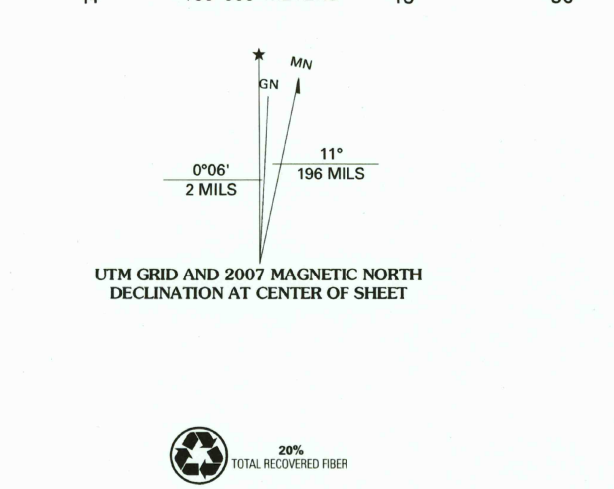 MN
GN
0°06'
2 MILS
11°
196 MILS
UTM GRID AND 2007 MAGNETIC NORTH
DECLINATION AT CENTER OF SHEET
20%
TOTAL RECOVERED FIBER